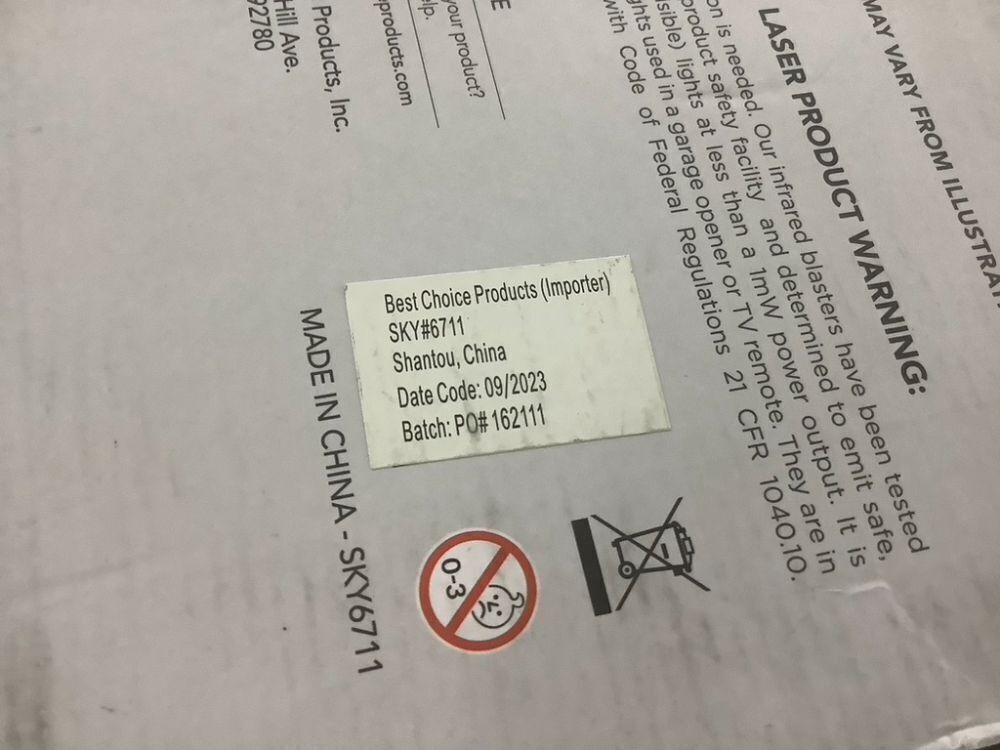 MAY VARY FROM ILLUSTRAT
LASER PRODUCT WARNING:
on is needed. Our infrared blasters have been tested
product safety facility and determined to emit safe,
sible) lights at less than a 1mW power output. It is
ghts used in a garage opener or TV remote. They are in
with Code of Federal Regulations 21 CFR 1040.10.
E
your product?
lp.
eproducts.com
Products, Inc.
Hill Ave.
92780
Best Choice Products (Importer)
SKY#6711
Shantou, China
Date Code: 09/2023
Batch: PO# 162111
MADE IN CHINA - SKY6711
0-3